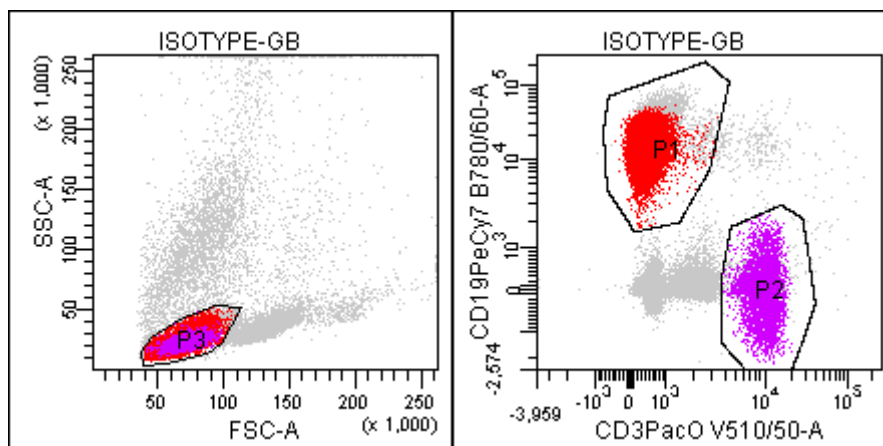 ISOTYPE-GB
SSC-A
(x 1,000)
250
200
150
100
50
P3
50 100 150 200 250
(x 1,000)
FSC-A
ISOTYPE-GB
CD19PeCy7 B780/60-A
10^5
10^4
10^3
0
-2,574
P1
P2
-3,959
-10^3 0 10^3 10^4 10^5
CD3PacO V510/50-A